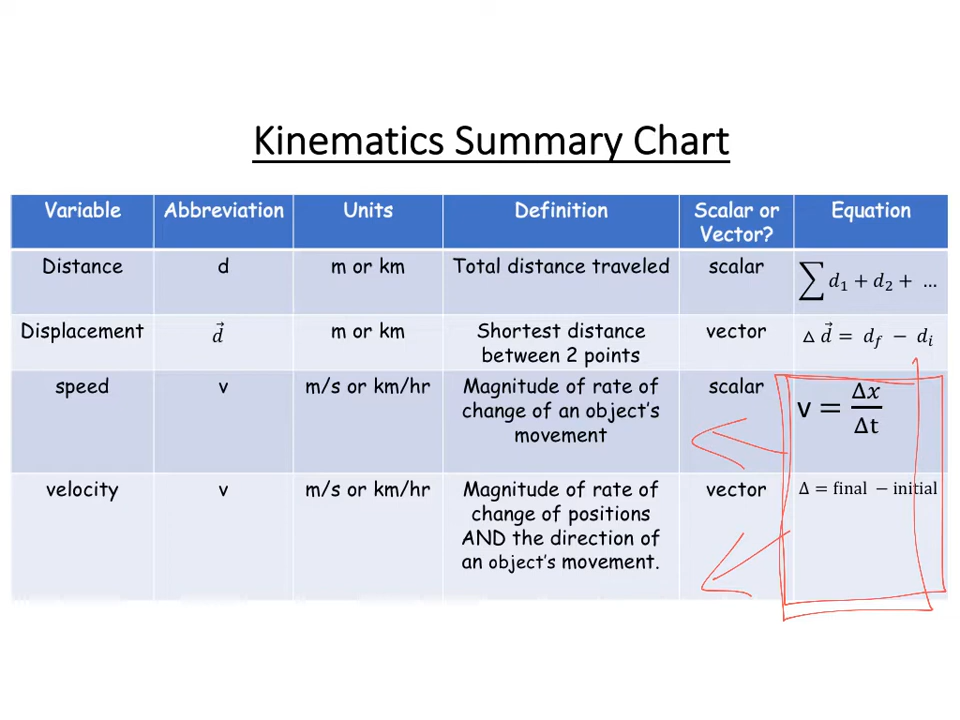 Kinematics Summary Chart
Variable Abbreviation Units Definition Scalar or Vector? Equation
Distance d m or km Total distance traveled scalar ∑ d₁ + d₂ + ...
Displacement d⃗ m or km Shortest distance between 2 points vector Δ d⃗ = d_f − d_i
speed v m/s or km/hr Magnitude of rate of change of an object's movement scalar v = Δx/Δt
velocity v m/s or km/hr Magnitude of rate of change of positions AND the direction of an object's movement. vector Δ = final − initial